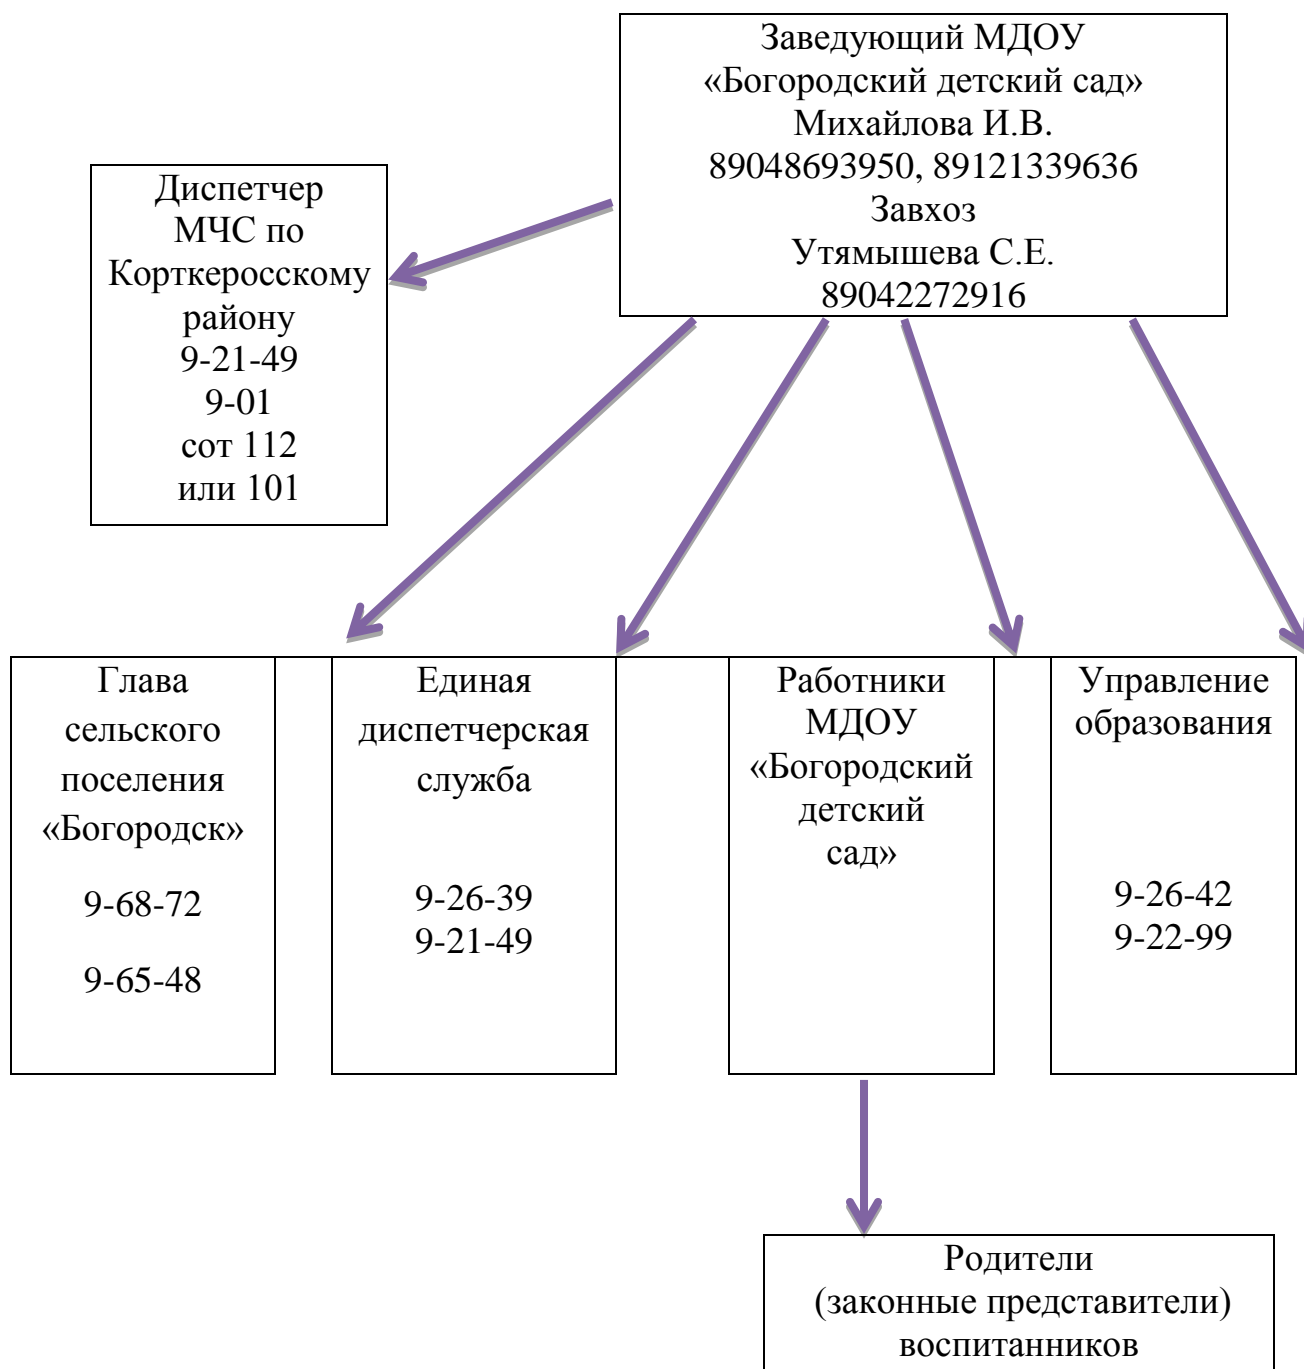 Заведующий МДОУ
«Богородский детский сад»
Михайлова И.В.
89048693950, 89121339636
Завхоз
Утямышева С.Е.
89042272916
Диспетчер
МЧС по
Корткеросскому
району
9-21-49
9-01
сот 112
или 101
Глава
сельского
поселения
«Богородск»
9-68-72
9-65-48
Единая
диспетчерская
служба
9-26-39
9-21-49
Работники
МДОУ
«Богородский
детский
сад»
Управление
образования
9-26-42
9-22-99
Родители
(законные представители)
воспитанников